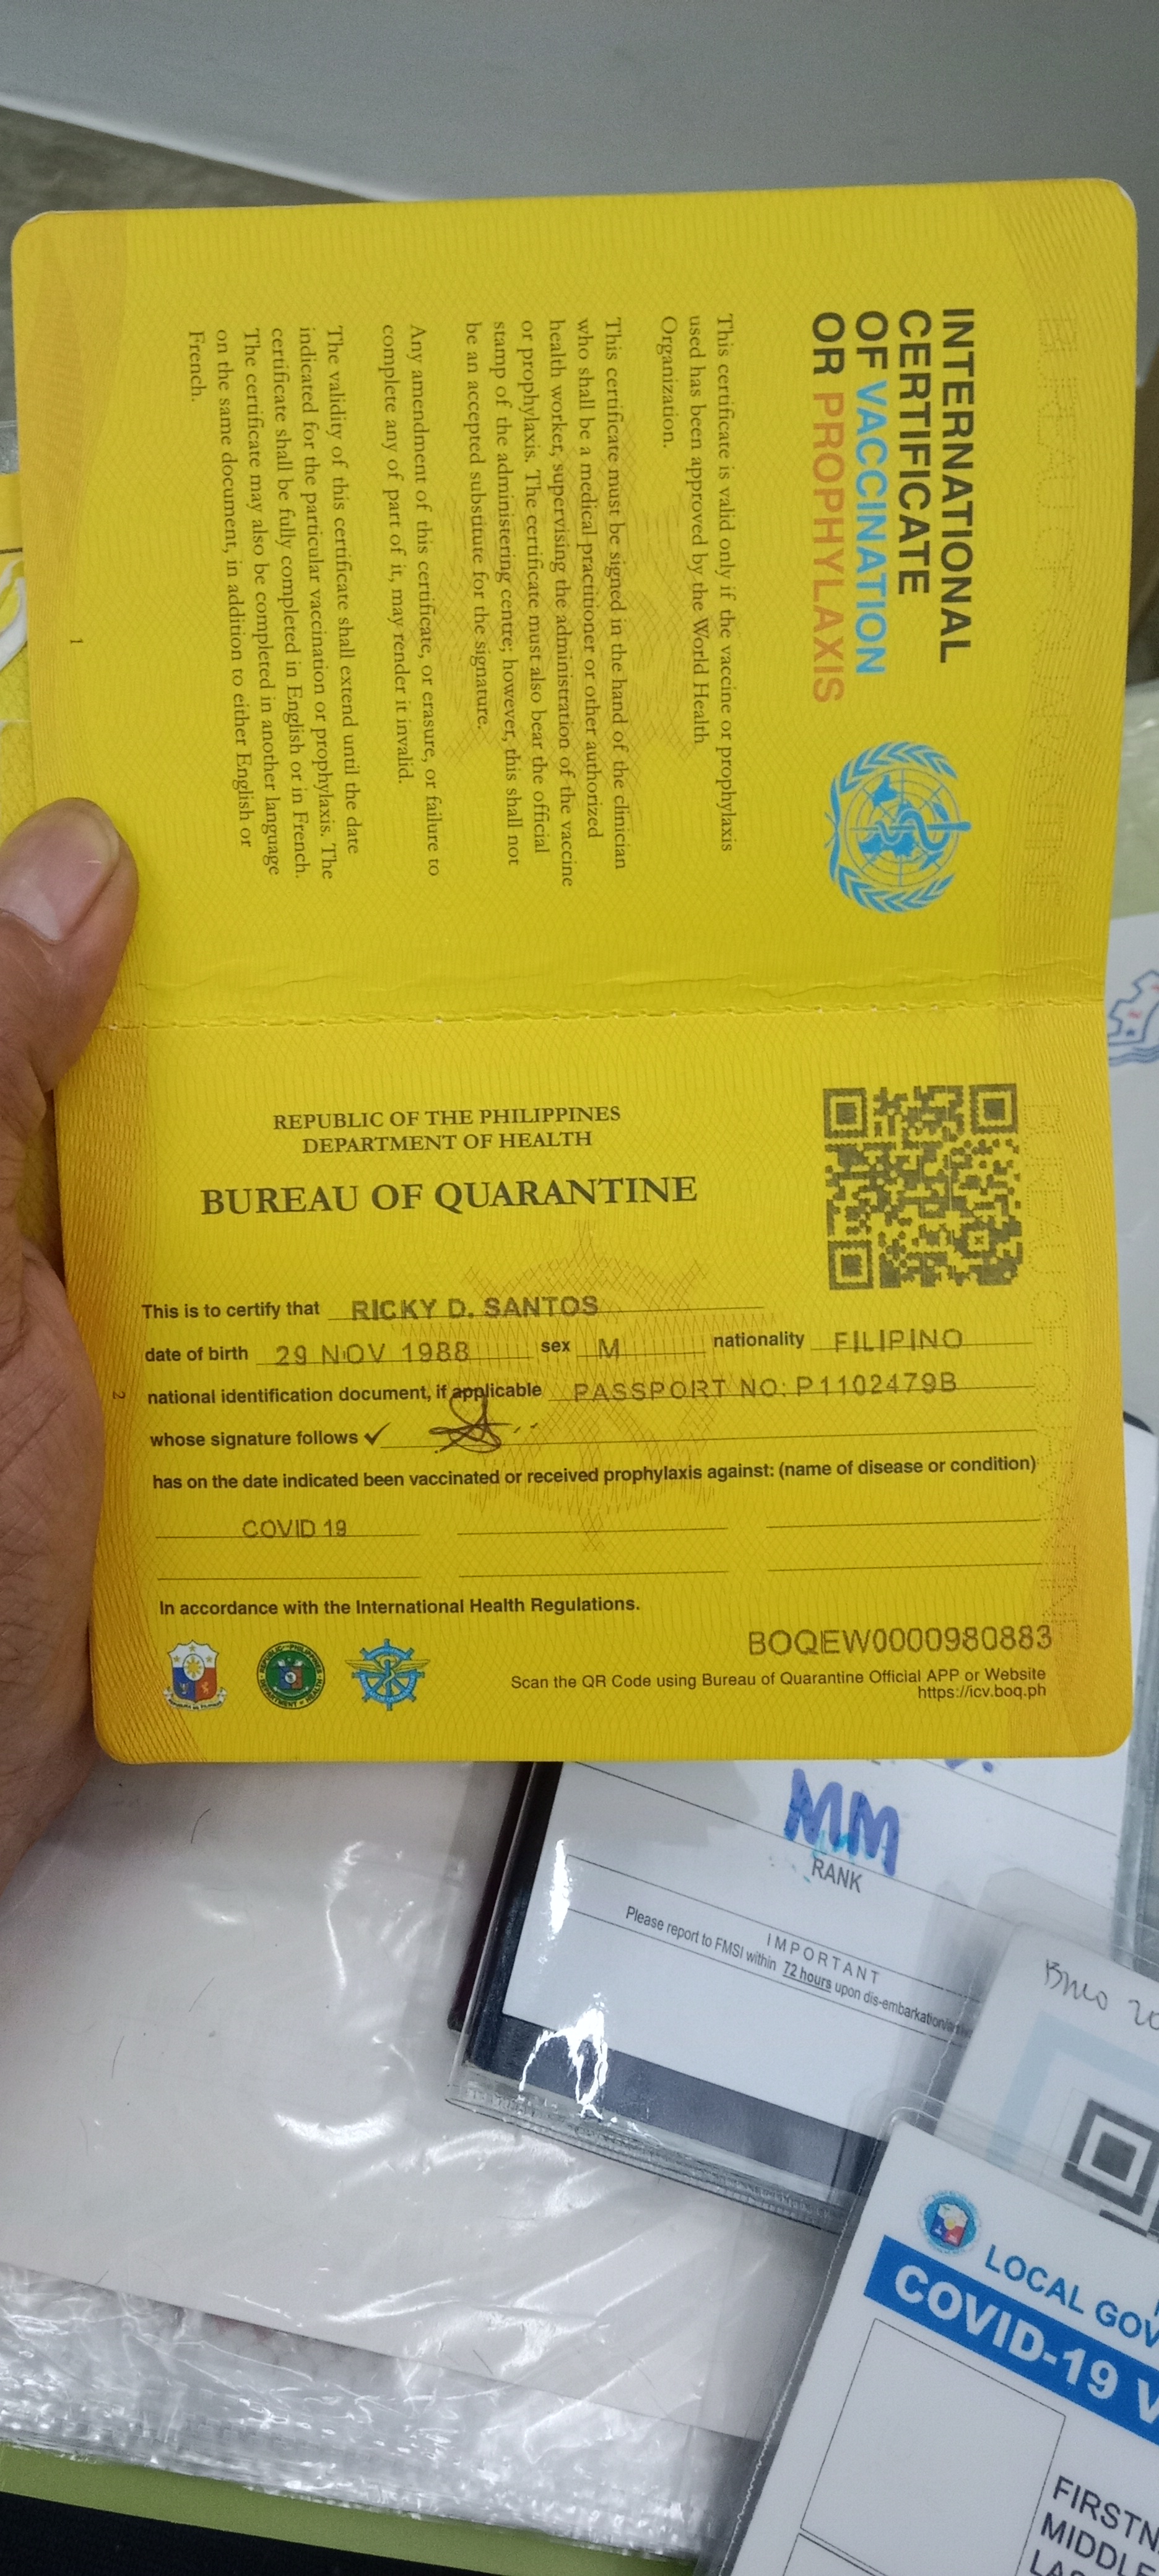 INTERNATIONAL
CERTIFICATE
OF VACCINATION
OR PROPHYLAXIS
This certificate is valid only if the vaccine or prophylaxis
used has been approved by the World Health
Organization.
This certificate must be signed in the hand of the clinician
who shall be a medical practitioner or other authorized
health worker, supervising the administration of the vaccine
or prophylaxis. The certificate must also bear the official
stamp of the administering centre; however, this shall not
be an accepted substitute for the signature.
Any amendment of this certificate, or erasure, or failure to
complete any of part of it, may render it invalid.
The validity of this certificate shall extend until the date
indicated for the particular vaccination or prophylaxis. The
certificate shall be fully completed in English or in French.
The certificate may also be completed in another language
on the same document, in addition to either English or
French.
1
REPUBLIC OF THE PHILIPPINES
DEPARTMENT OF HEALTH
BUREAU OF QUARANTINE
This is to certify that RICKY D. SANTOS
date of birth 29 NOV 1988 sex M nationality FILIPINO
national identification document, if applicable PASSPORT NO: P1102479B
2
whose signature follows ✓
has on the date indicated been vaccinated or received prophylaxis against: (name of disease or condition)
COVID 19
In accordance with the International Health Regulations.
BOQEW0000980883
Scan the QR Code using Bureau of Quarantine Official APP or Website
https://icv.boq.ph
MM
RANK
IMPORTANT
Please report to FMSI within 72 hours upon dis-embarkation
LOCAL GOV
COVID-19 V
FIRSTN
MIDDLE
LA